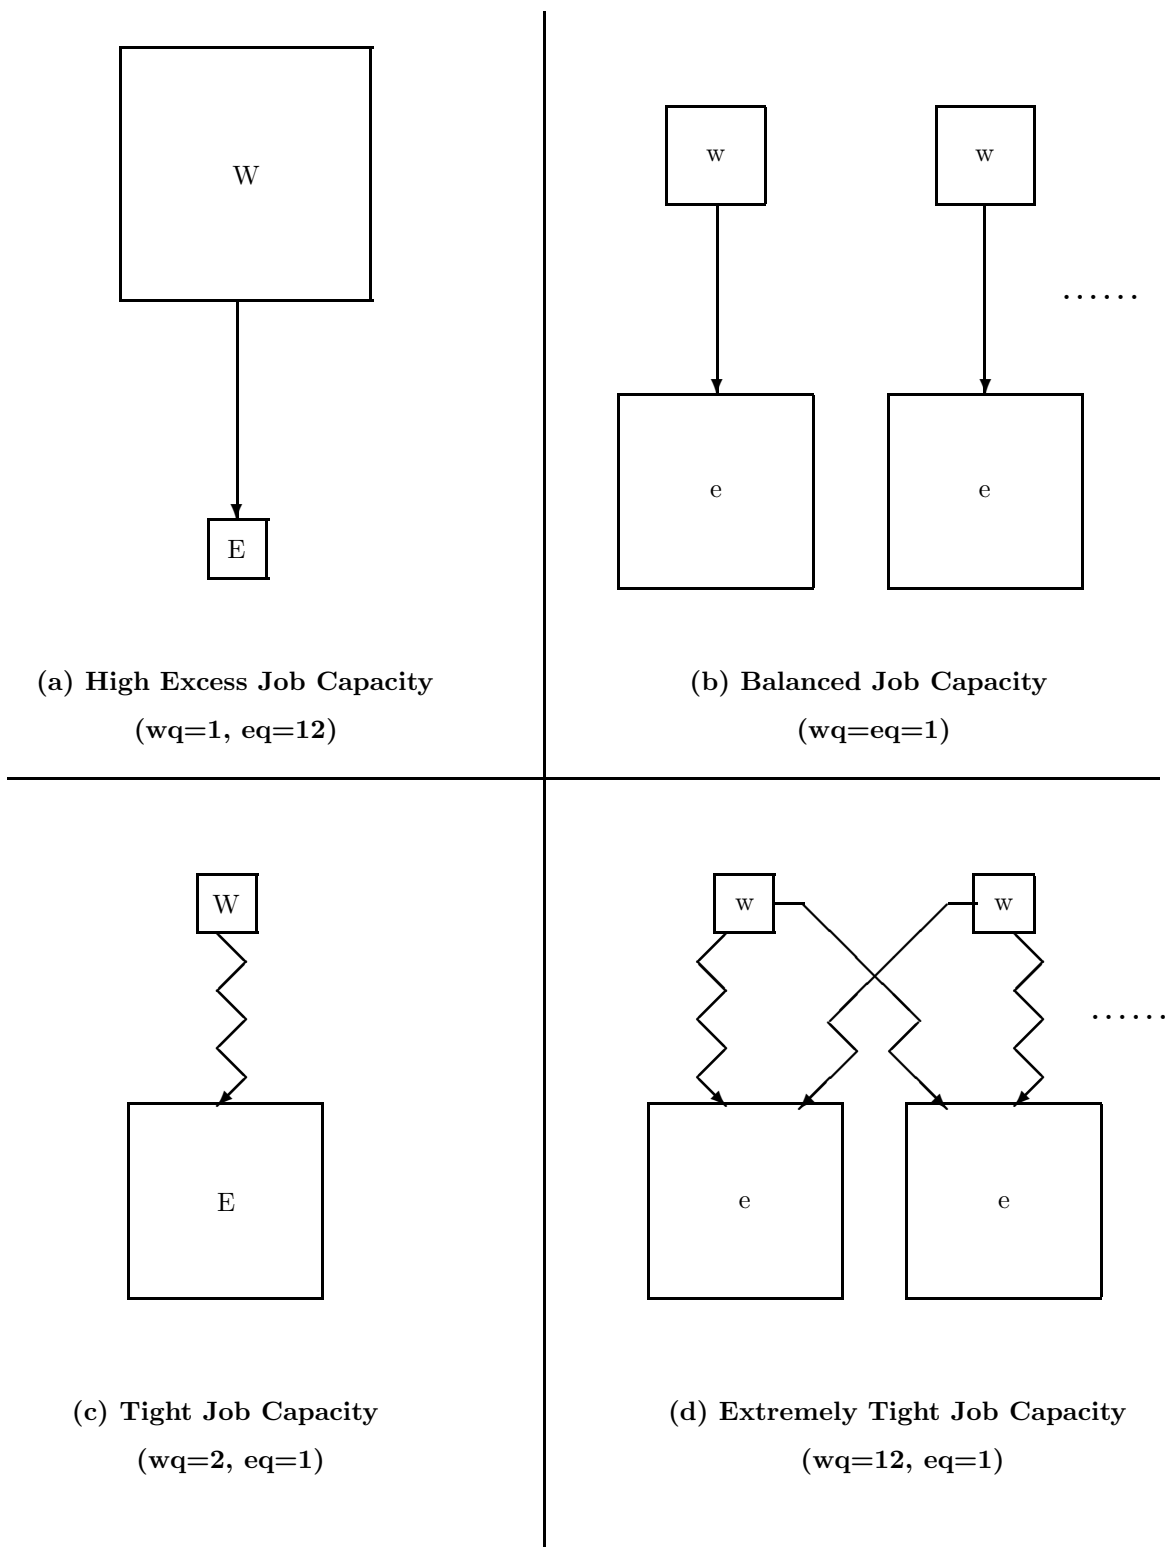 W
E
(a) High Excess Job Capacity
(wq=1, eq=12)
w w
......
e e
(b) Balanced Job Capacity
(wq=eq=1)
W
E
(c) Tight Job Capacity
(wq=2, eq=1)
w w
......
e e
(d) Extremely Tight Job Capacity
(wq=12, eq=1)